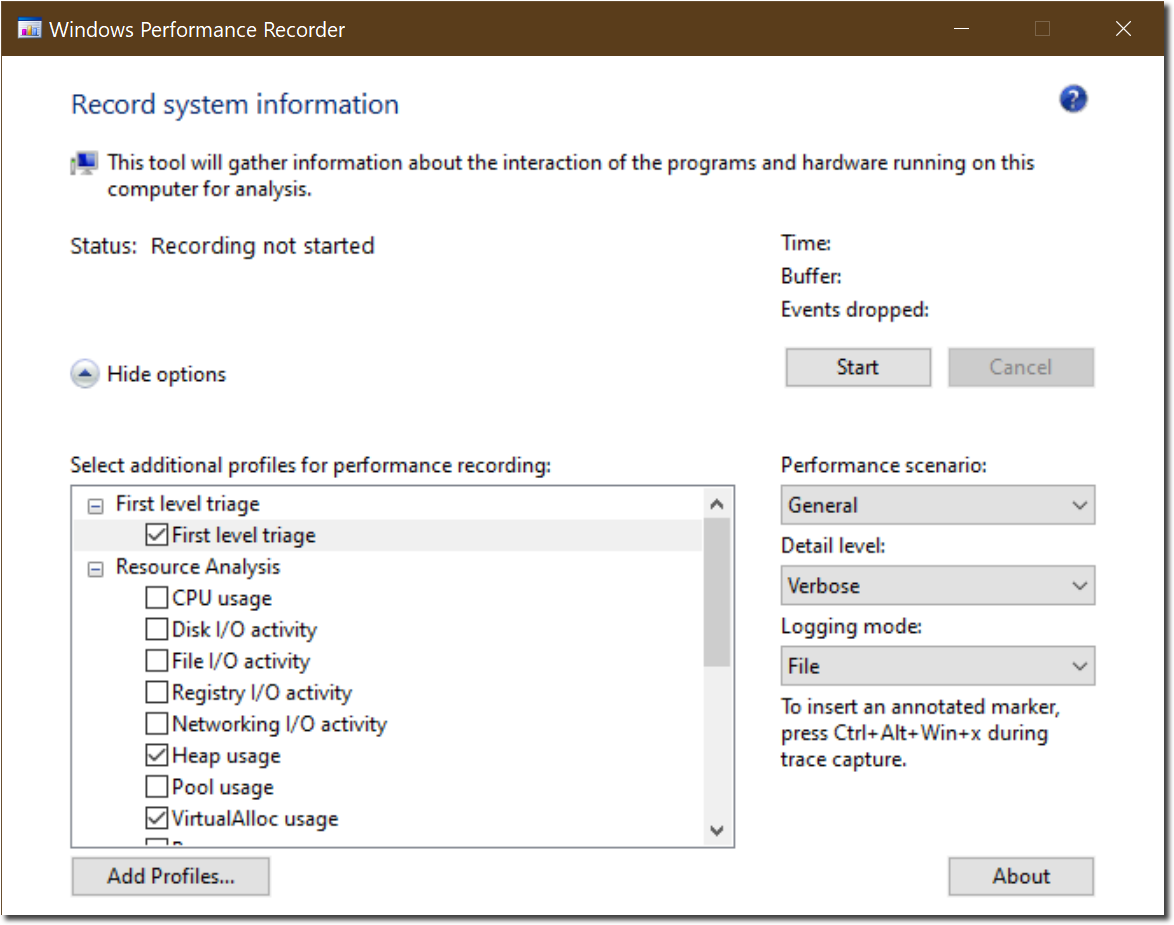 Windows Performance Recorder
Record system information
This tool will gather information about the interaction of the programs and hardware running on this
computer for analysis.
Status: Recording not started
Time:
Buffer:
Events dropped:
Hide options
Start
Cancel
Select additional profiles for performance recording:
First level triage
First level triage
Resource Analysis
CPU usage
Disk I/O activity
File I/O activity
Registry I/O activity
Networking I/O activity
Heap usage
Pool usage
VirtualAlloc usage
Add Profiles...
Performance scenario:
General
Detail level:
Verbose
Logging mode:
File
To insert an annotated marker,
press Ctrl+Alt+Win+x during
trace capture.
About